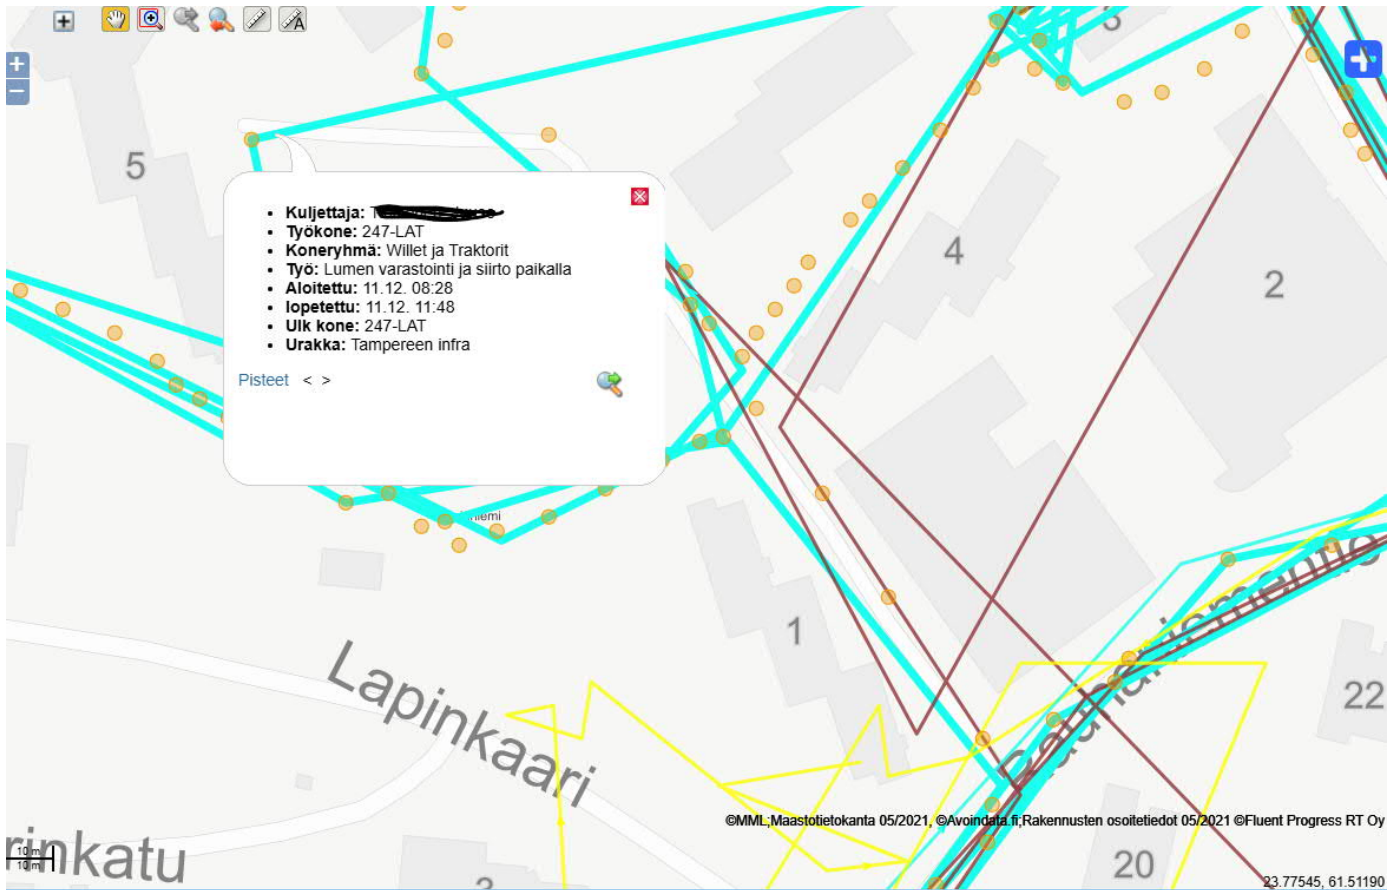 A
3
5
Kuljettaja:
Työkone: 247-LAT
Koneryhmä: Willet ja Traktorit
Työ: Lumen varastointi ja siirto paikalla
Aloitettu: 11.12. 08:28
lopetettu: 11.12. 11:48
Ulk kone: 247-LAT
Urakka: Tampereen infra
Pisteet < >
4
2
1
Lapinkaari
22
©MML;Maastotietokanta 05/2021, ©Avoindata.fi;Rakennusten osoitetiedot 05/2021 ©Fluent Progress RT Oy
10 m
10 m
rinkatu
20
23.77545, 61.51190